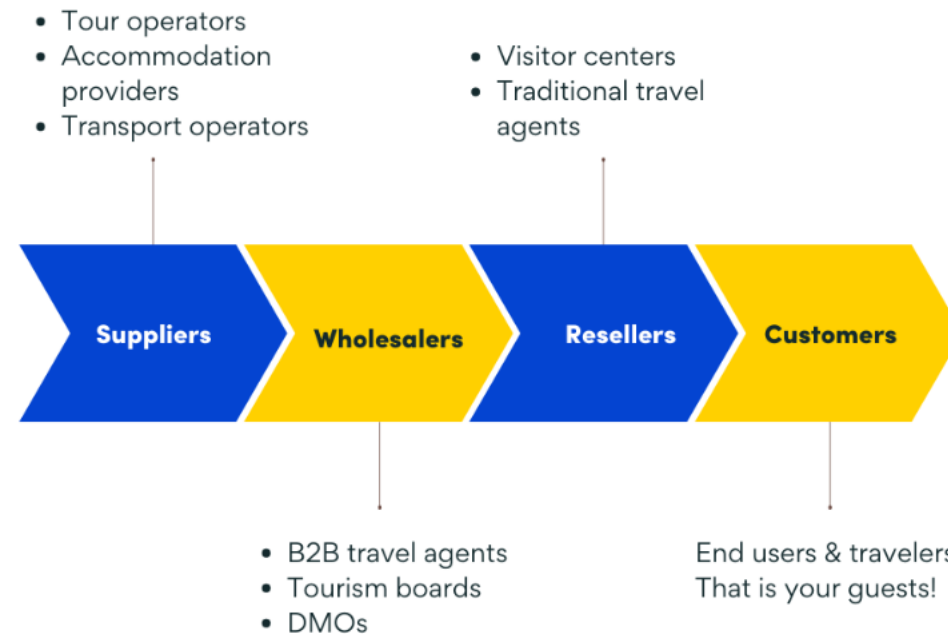 • Tour operators
• Accommodation
providers
• Transport operators
• Visitor centers
• Traditional travel
agents
Suppliers
Wholesalers
Resellers
Customers
• B2B travel agents
• Tourism boards
• DMOs
End users & travelers
That is your guests!